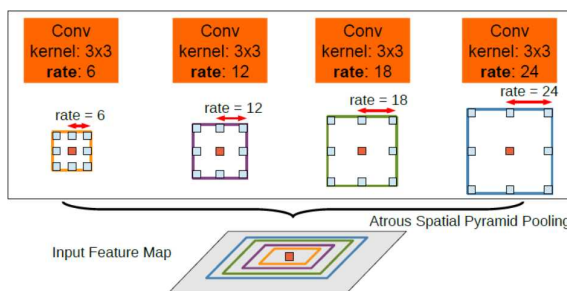 Conv
kernel: 3x3
rate: 6
Conv
kernel: 3x3
rate: 12
Conv
kernel: 3x3
rate: 18
Conv
kernel: 3x3
rate: 24
rate = 6
rate = 12
rate = 18
rate = 24
Atrous Spatial Pyramid Pooling
Input Feature Map